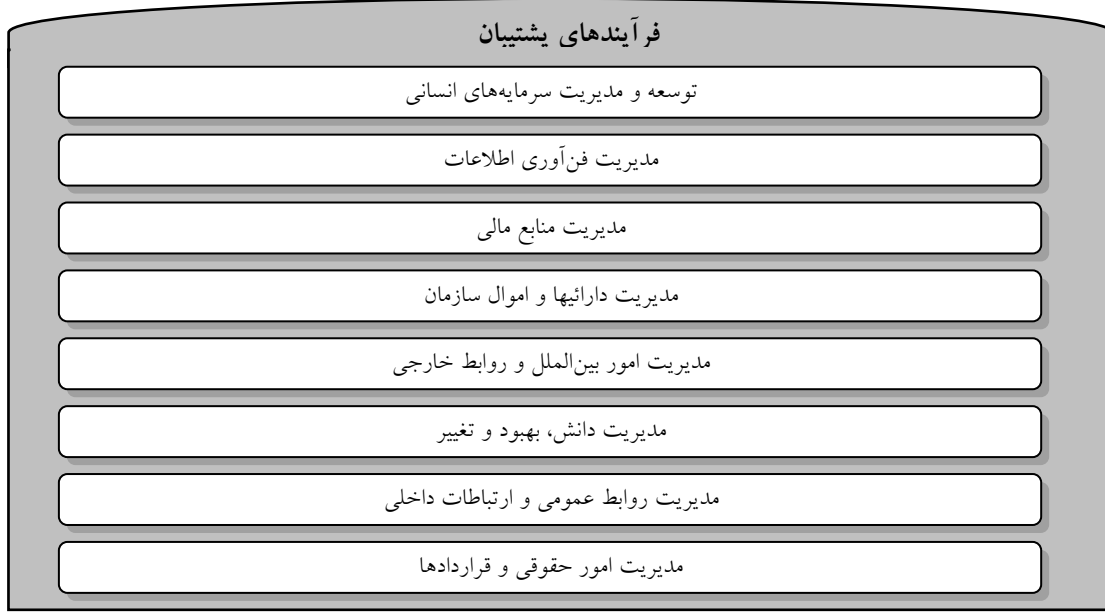 فرآیندهای پشتیبان
توسعه و مدیریت سرمایه‌های انسانی
مدیریت فن‌آوری اطلاعات
مدیریت منابع مالی
مدیریت دارائیها و اموال سازمان
مدیریت امور بین‌الملل و روابط خارجی
مدیریت دانش، بهبود و تغییر
مدیریت روابط عمومی و ارتباطات داخلی
مدیریت امور حقوقی و قراردادها